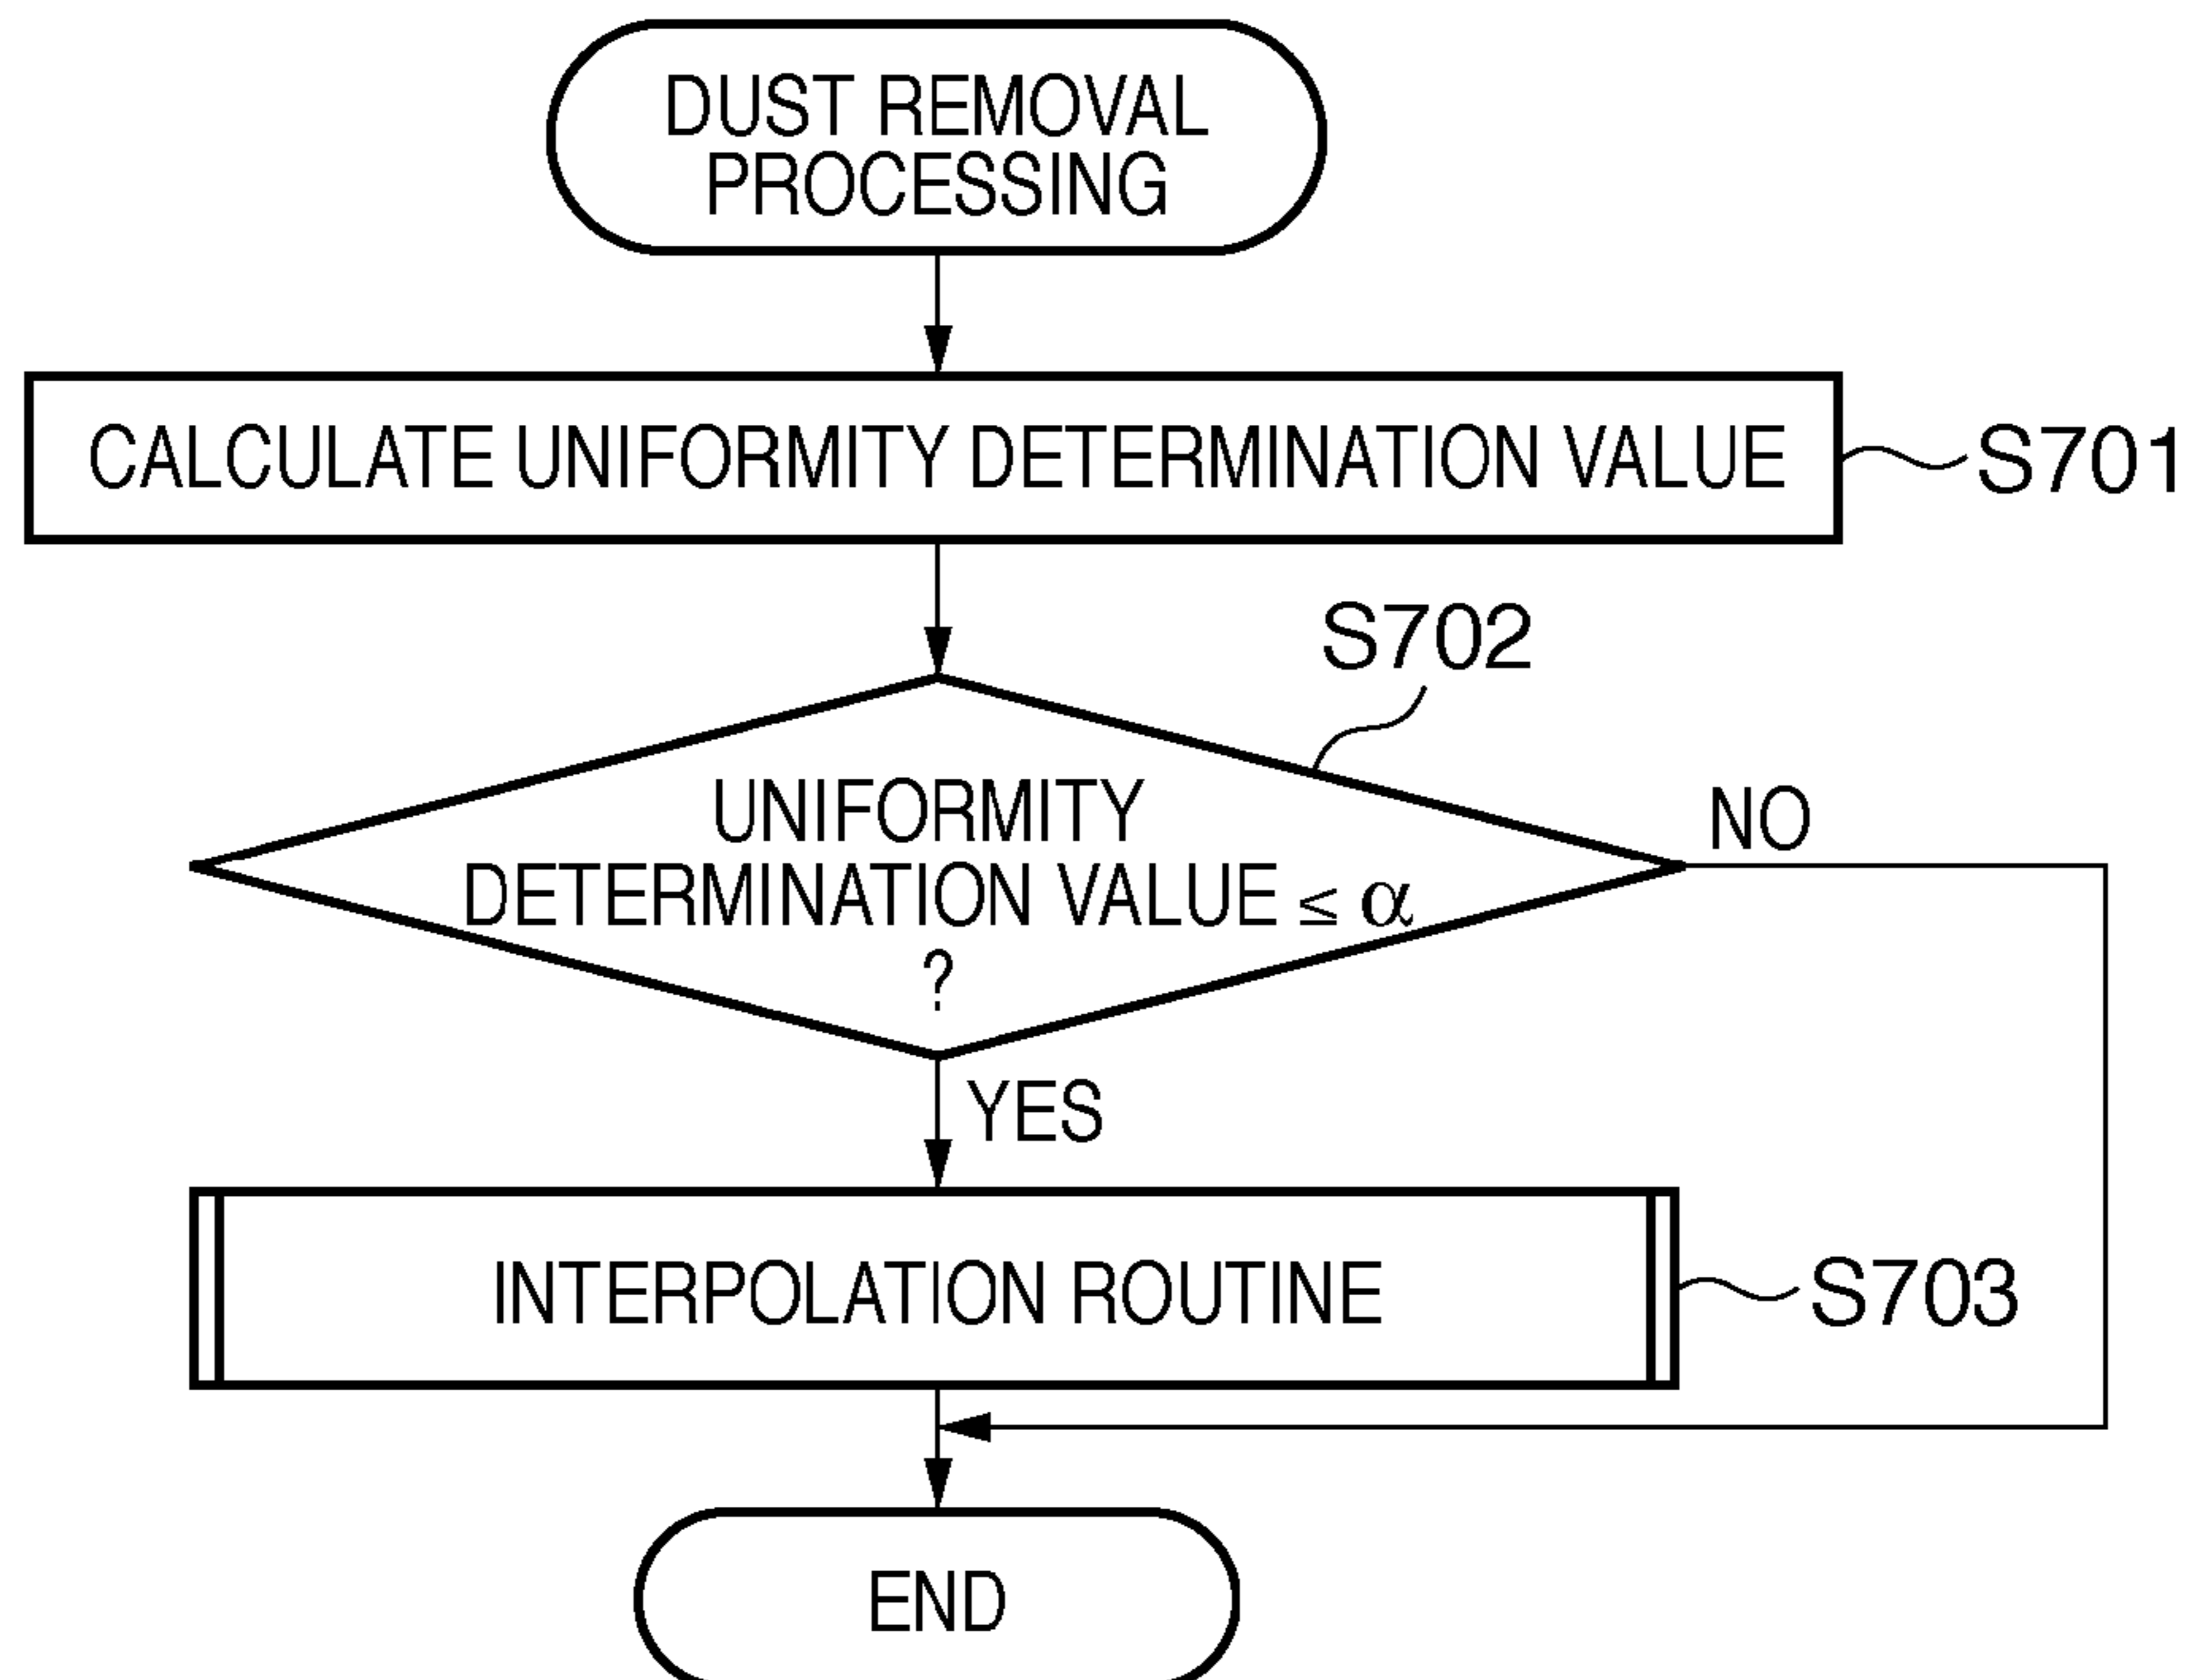 DUST REMOVAL
PROCESSING
CALCULATE UNIFORMITY DETERMINATION VALUE
S701
S702
UNIFORMITY
DETERMINATION VALUE ≤ α
?
NO
YES
INTERPOLATION ROUTINE
S703
END